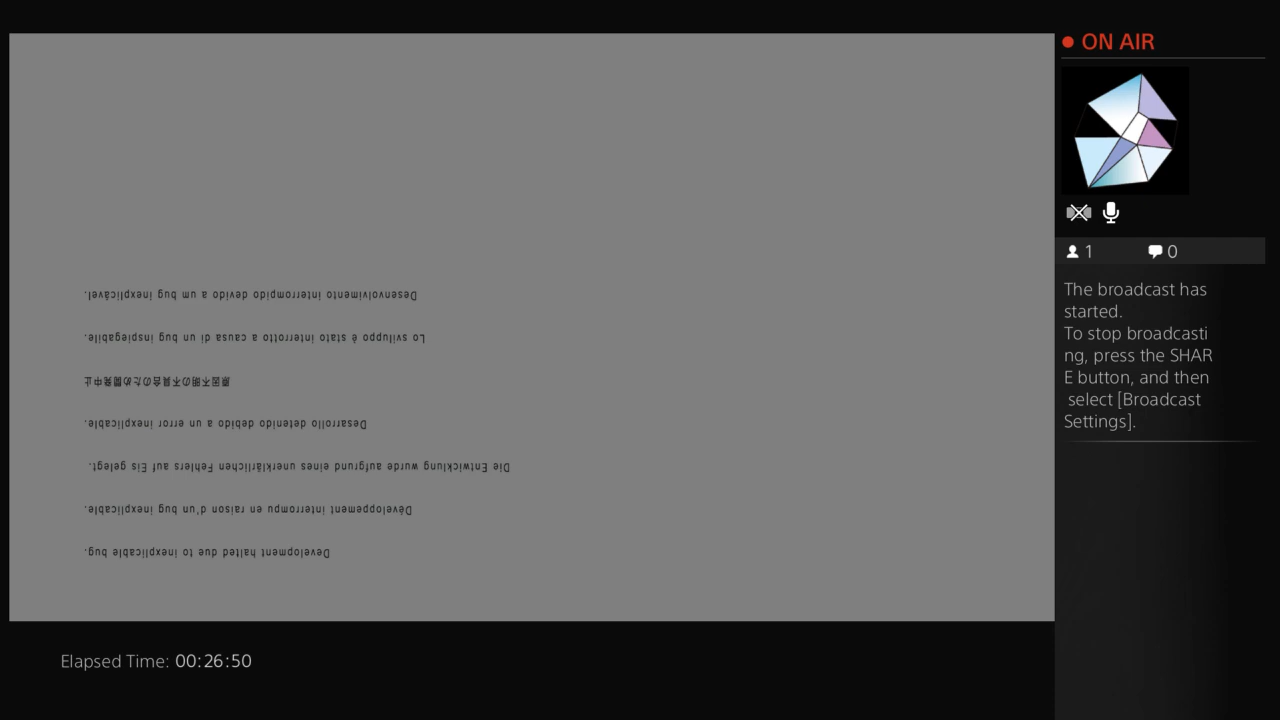 ON AIR
1 0
The broadcast has
started.
To stop broadcasti
ng, press the SHAR
E button, and then
select [Broadcast
Settings].
Development halted due to inexplicable bug.
Développement interrompu en raison d'un bug inexplicable.
Die Entwicklung wurde aufgrund eines unerklärlichen Fehlers auf Eis gelegt.
Desarrollo detenido debido a un error inexplicable.
原因不明の不具合のため開発中止
Lo sviluppo è stato interrotto a causa di un bug inspiegabile.
Desenvolvimento interrompido devido a um bug inexplicável.
Elapsed Time: 00:26:50